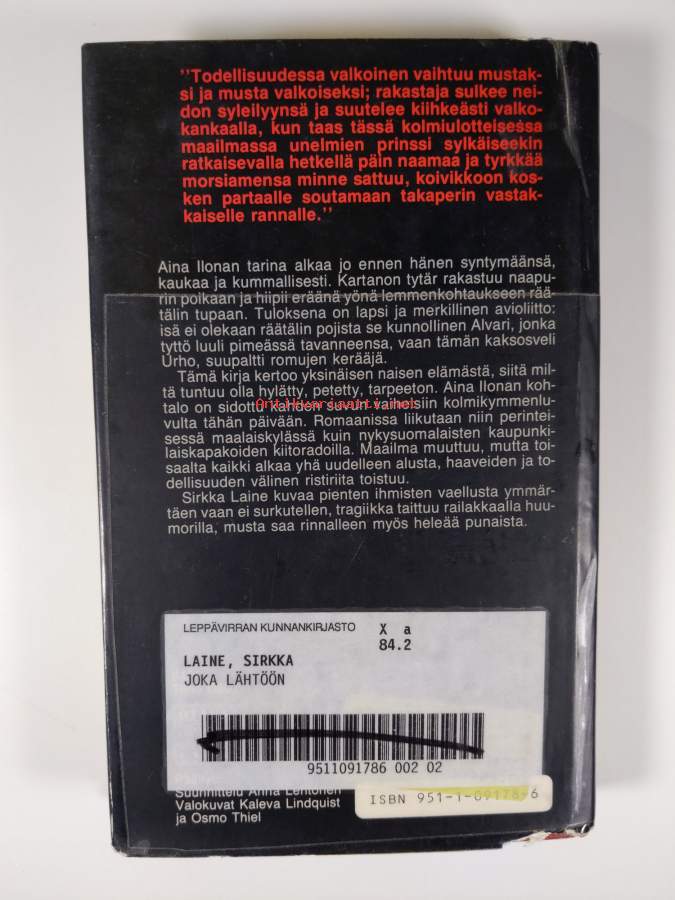 "Todellisuudessa valkoinen vaihtuu mustak-
si ja musta valkoiseksi; rakastaja sulkee nei-
don syleilyynsä ja suutelee kiihkeästi valko-
kankaalla, kun taas tässä kolmiulotteisessa
maailmassa unelmien prinssi sylkäiseekin
ratkaisevalla hetkellä päin naamaa ja tyrkkää
morsiamensa minne sattuu, koivikkoon kos-
ken partaalle soutamaan takaperin vastak-
kaiselle rannalle."
Aina Ilonan tarina alkaa jo ennen hänen syntymäänsä,
kaukaa ja kummallisesti. Kartanon tytär rakastuu naapu-
rin poikaan ja hiipii eräänä yönä lemmenkohtaukseen rää-
tälin tupaan. Tuloksena on lapsi ja merkillinen avioliitto:
isä ei olekaan räätälin pojista se kunnollinen Alvari, jonka
tyttö luuli pimeässä tavanneensa, vaan tämän kaksosveli
Urho, suupaltti romujen kerääjä.
Tämä kirja kertoo yksinäisen naisen elämästä, siitä mil-
tä tuntuu olla hylätty, petetty, tarpeeton. Aina Ilonan koh-
talo on sidottu kahden suvun vaiheisiin kolmikymmenlu-
Antikvariaatti.net
vulta tähän päivään. Romaanissa liikutaan niin perintei-
sessä maalaiskylässä kuin nykysuomalaisten kaupunki-
laiskapakoiden kiitoradoilla. Maailma muuttuu, mutta toi-
saalta kaikki alkaa yhä uudelleen alusta, haaveiden ja to-
dellisuuden välinen ristiriita toistuu.
Sirkka Laine kuvaa pienten ihmisten vaellusta ymmär-
täen vaan ei surkutellen, tragiikka taittuu railakkaalla huu-
morilla, musta saa rinnalleen myös heleää punaista.
LEPPÄVIRRAN KUNNANKIRJASTO
X a
84.2
LAINE, SIRKKA
JOKA LÄHTÖÖN
9511091786 002 02
Suunnittelu Anna Lehtonen
Valokuvat Kaleva Lindquist
ja Osmo Thiel
ISBN 951-1-09178-6